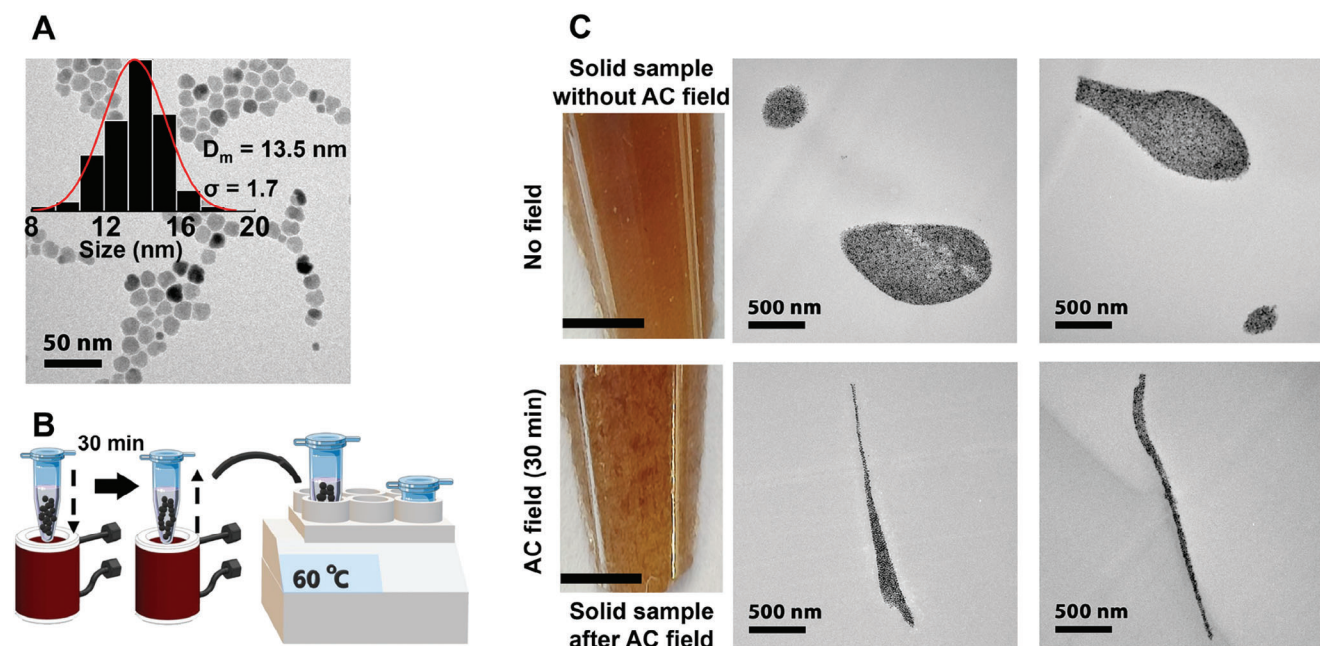 A
Dm = 13.5 nm
σ = 1.7
8 12 16 20
Size (nm)
50 nm
B
30 min
60 °C
C
Solid sample
without AC field
No field
500 nm
500 nm
AC field (30 min)
500 nm
500 nm
Solid sample
after AC field